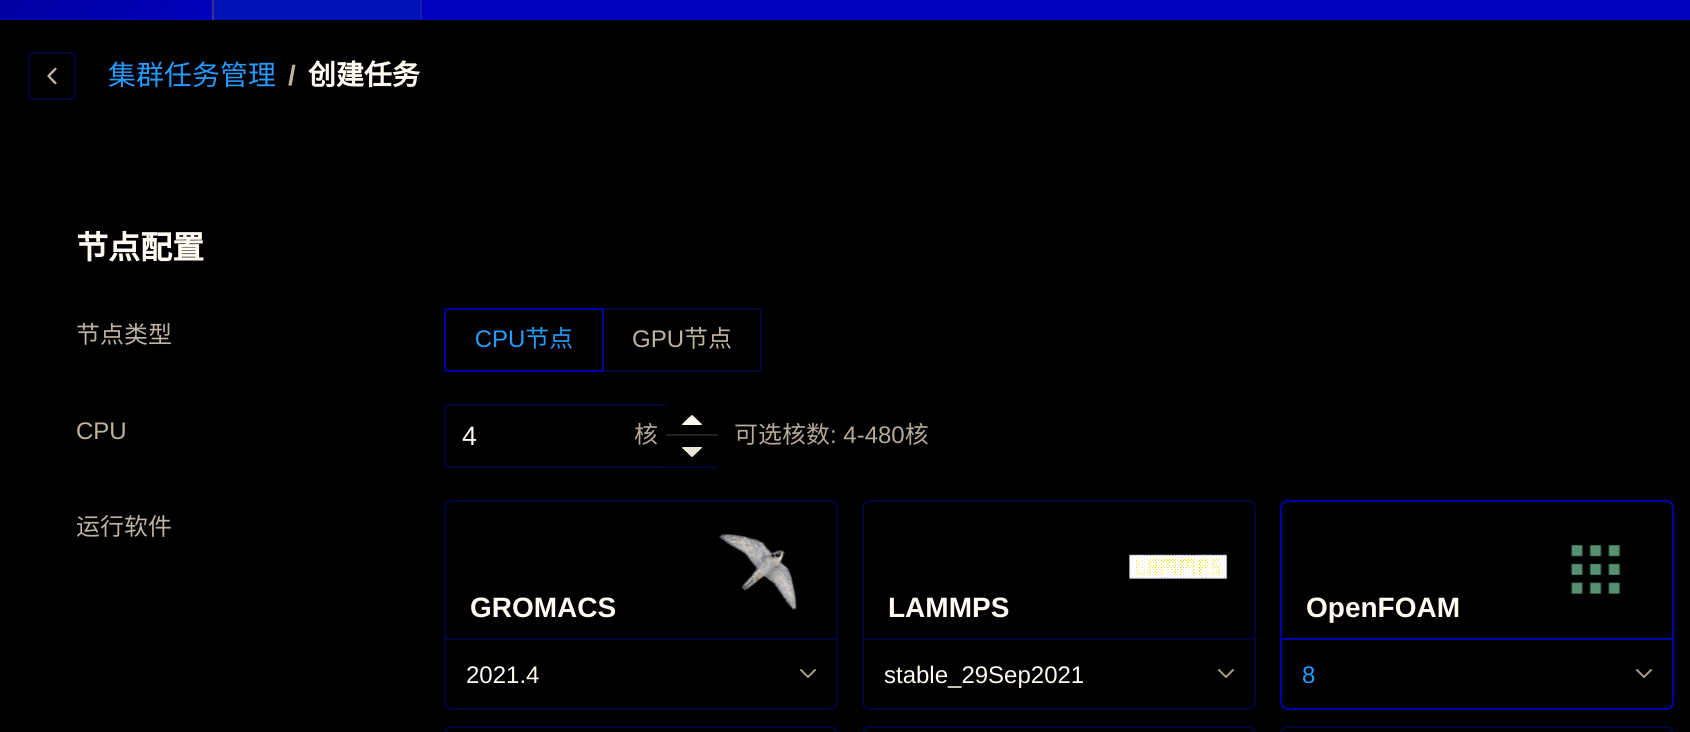 集群任务管理 / 创建任务
节点配置
节点类型 CPU节点 GPU节点
CPU 4 核 可选核数: 4-480核
运行软件
LAMMPS
GROMACS LAMMPS OpenFOAM
2021.4 stable_29Sep2021 8